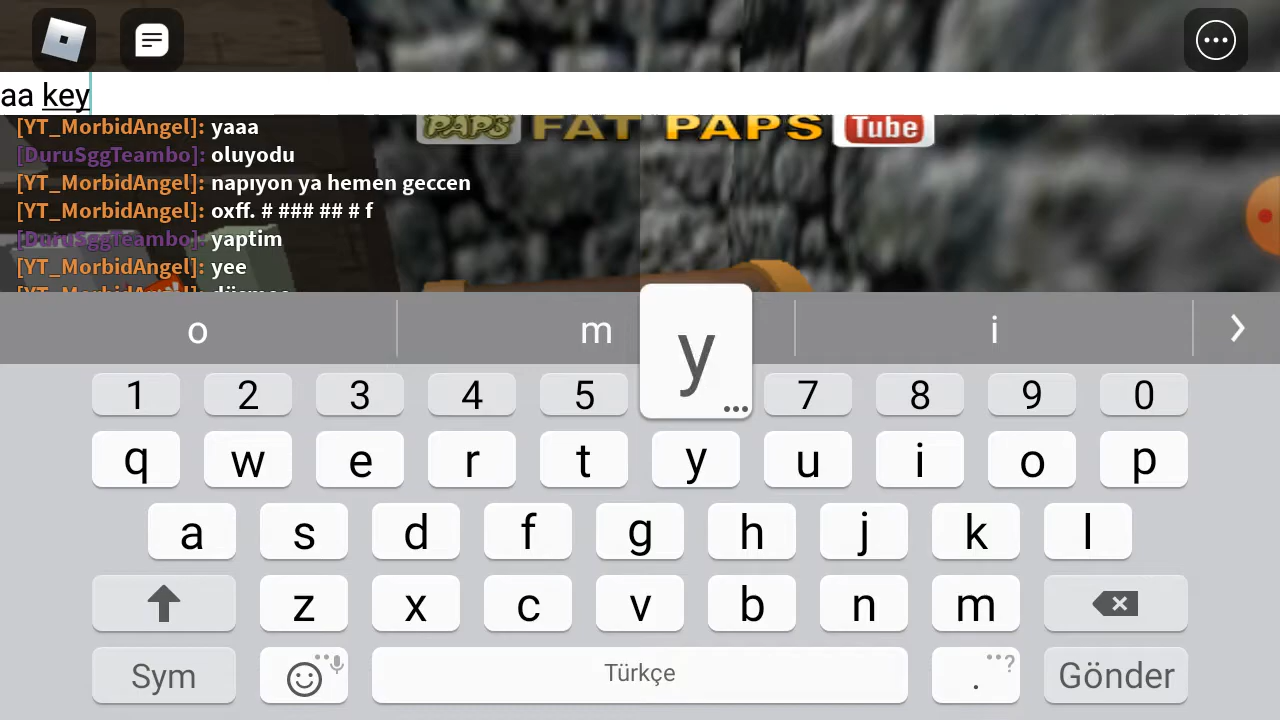 aa key
[YT_MorbidAngel]: yaaa
PAPS FAT PAPS Tube
[DuruSggTeambo]: oluyodu
[YT_MorbidAngel]: napıyon ya hemen geccen
[YT_MorbidAngel]: oxff. # ### ## # f
[DuruSggTeambo]: yaptim
[YT_MorbidAngel]: yee
o m i
y
1 2 3 4 5 7 8 9 0
q w e r t y u i o p
a s d f g h j k l
z x c v b n m
Sym Türkçe . ? Gönder